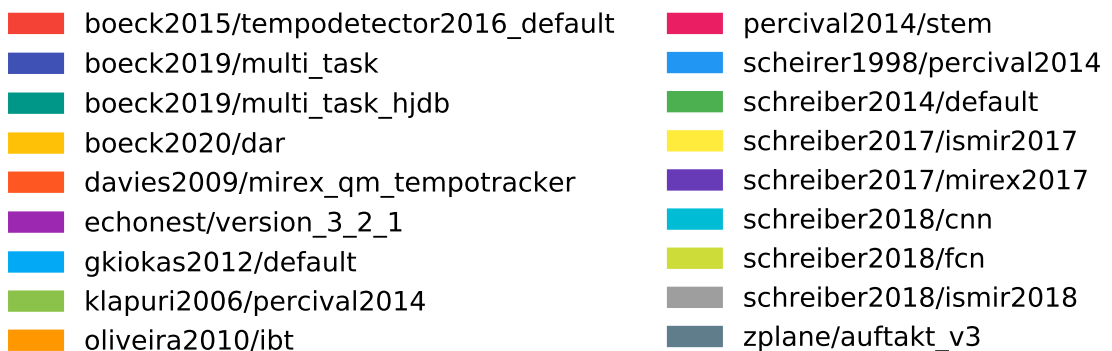 boeck2015/tempodetector2016_default
boeck2019/multi_task
boeck2019/multi_task_hjdb
boeck2020/dar
davies2009/mirex_qm_tempotracker
echonest/version_3_2_1
gkiokas2012/default
klapuri2006/percival2014
oliveira2010/ibt
percival2014/stem
scheirer1998/percival2014
schreiber2014/default
schreiber2017/ismir2017
schreiber2017/mirex2017
schreiber2018/cnn
schreiber2018/fcn
schreiber2018/ismir2018
zplane/auftakt_v3